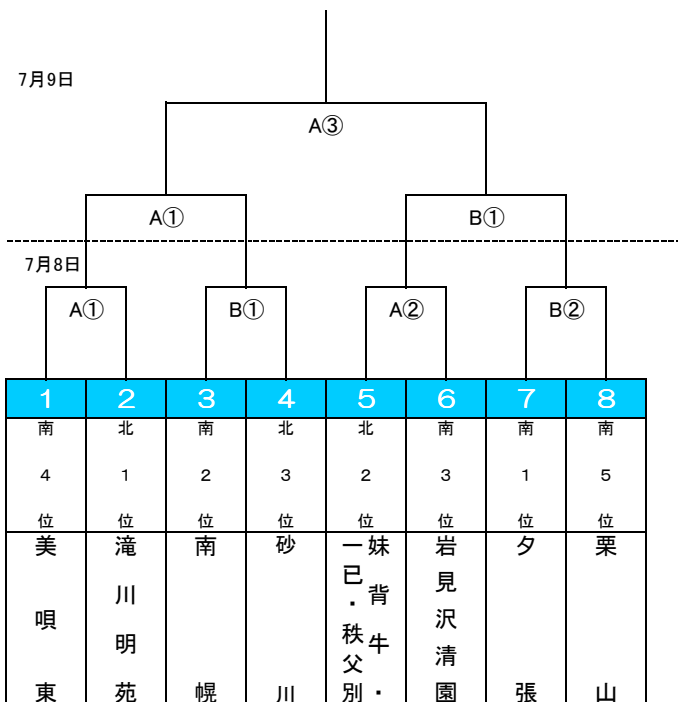 7月9日
A③
A①
B①
7月8日
A①
B①
A②
B②
1 2 3 4 5 6 7 8
南4位
北1位
南2位
北3位
北2位
南3位
南1位
南5位
美唄東
滝川明苑
南幌
砂川
妹背牛・
一已・秩父別
岩見沢清園
夕張
栗山